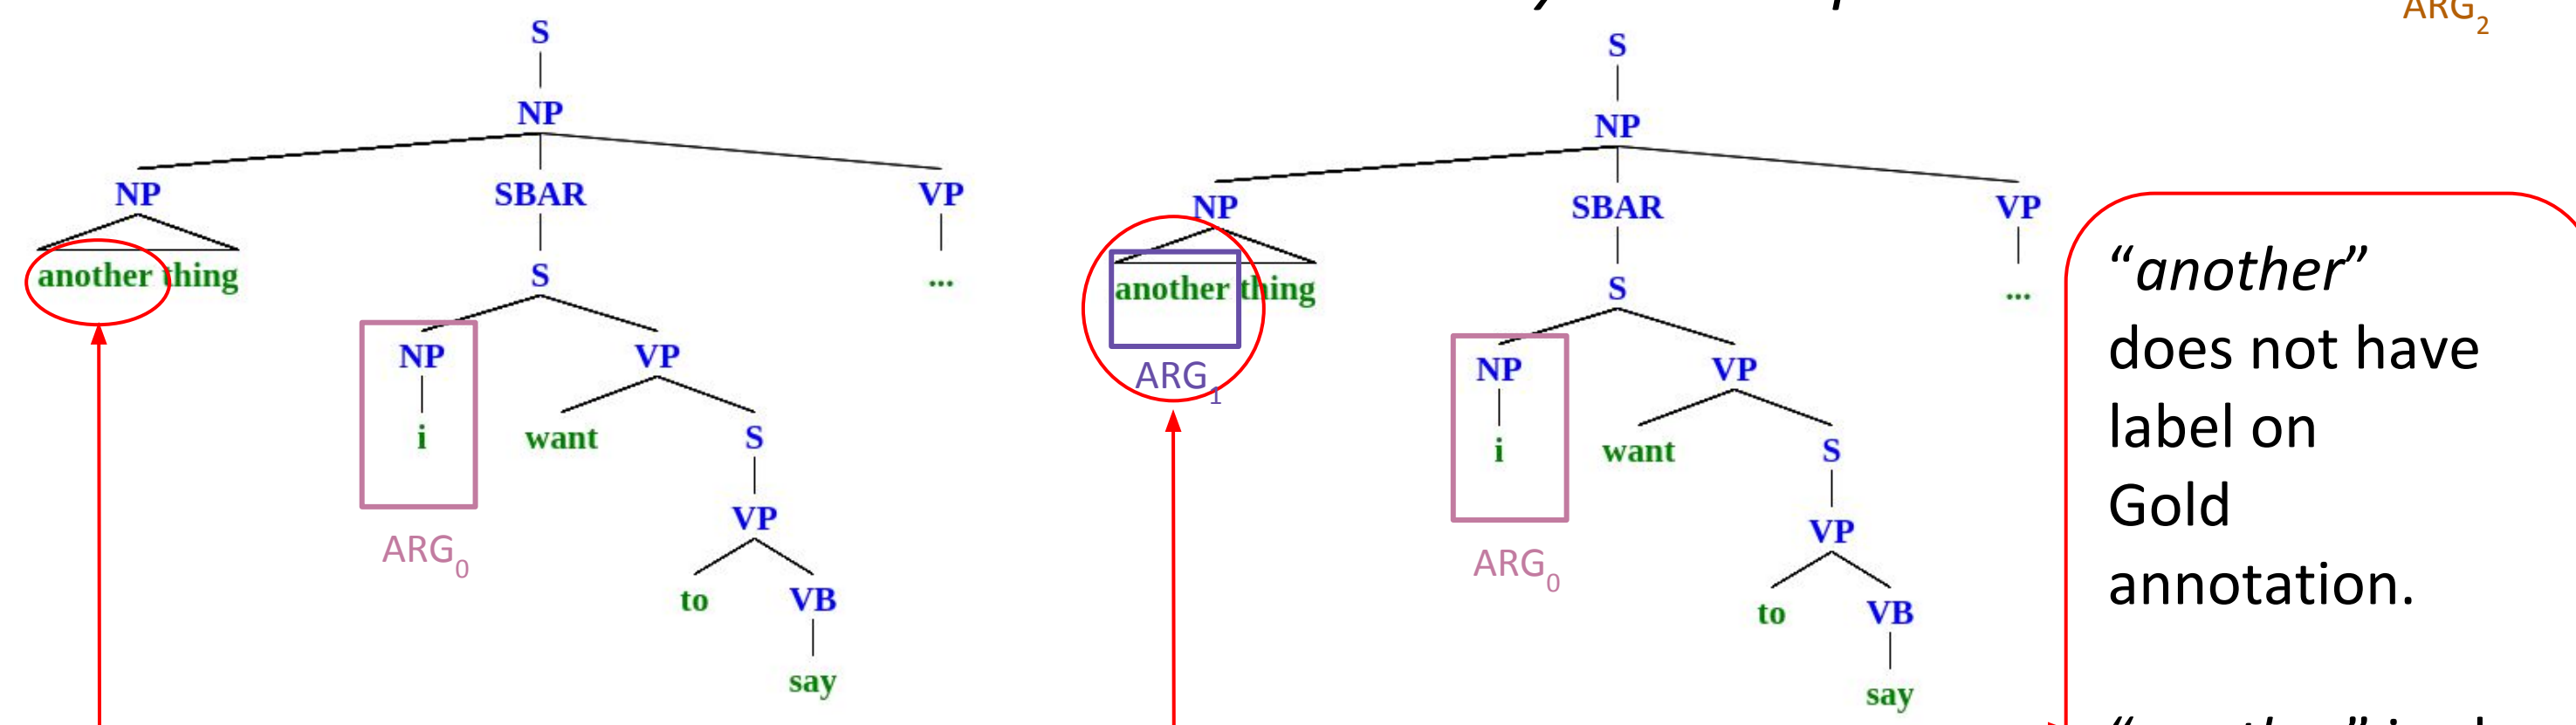 ARG2
S
NP
NP SBAR VP
another thing S ...
NP VP
i want S
ARG0 VP
to VB
say
S
NP
NP SBAR VP
another thing S ...
ARG1 NP VP
i want S
ARG0 VP
to VB
say
“another”
does not have
label on
Gold
annotation.